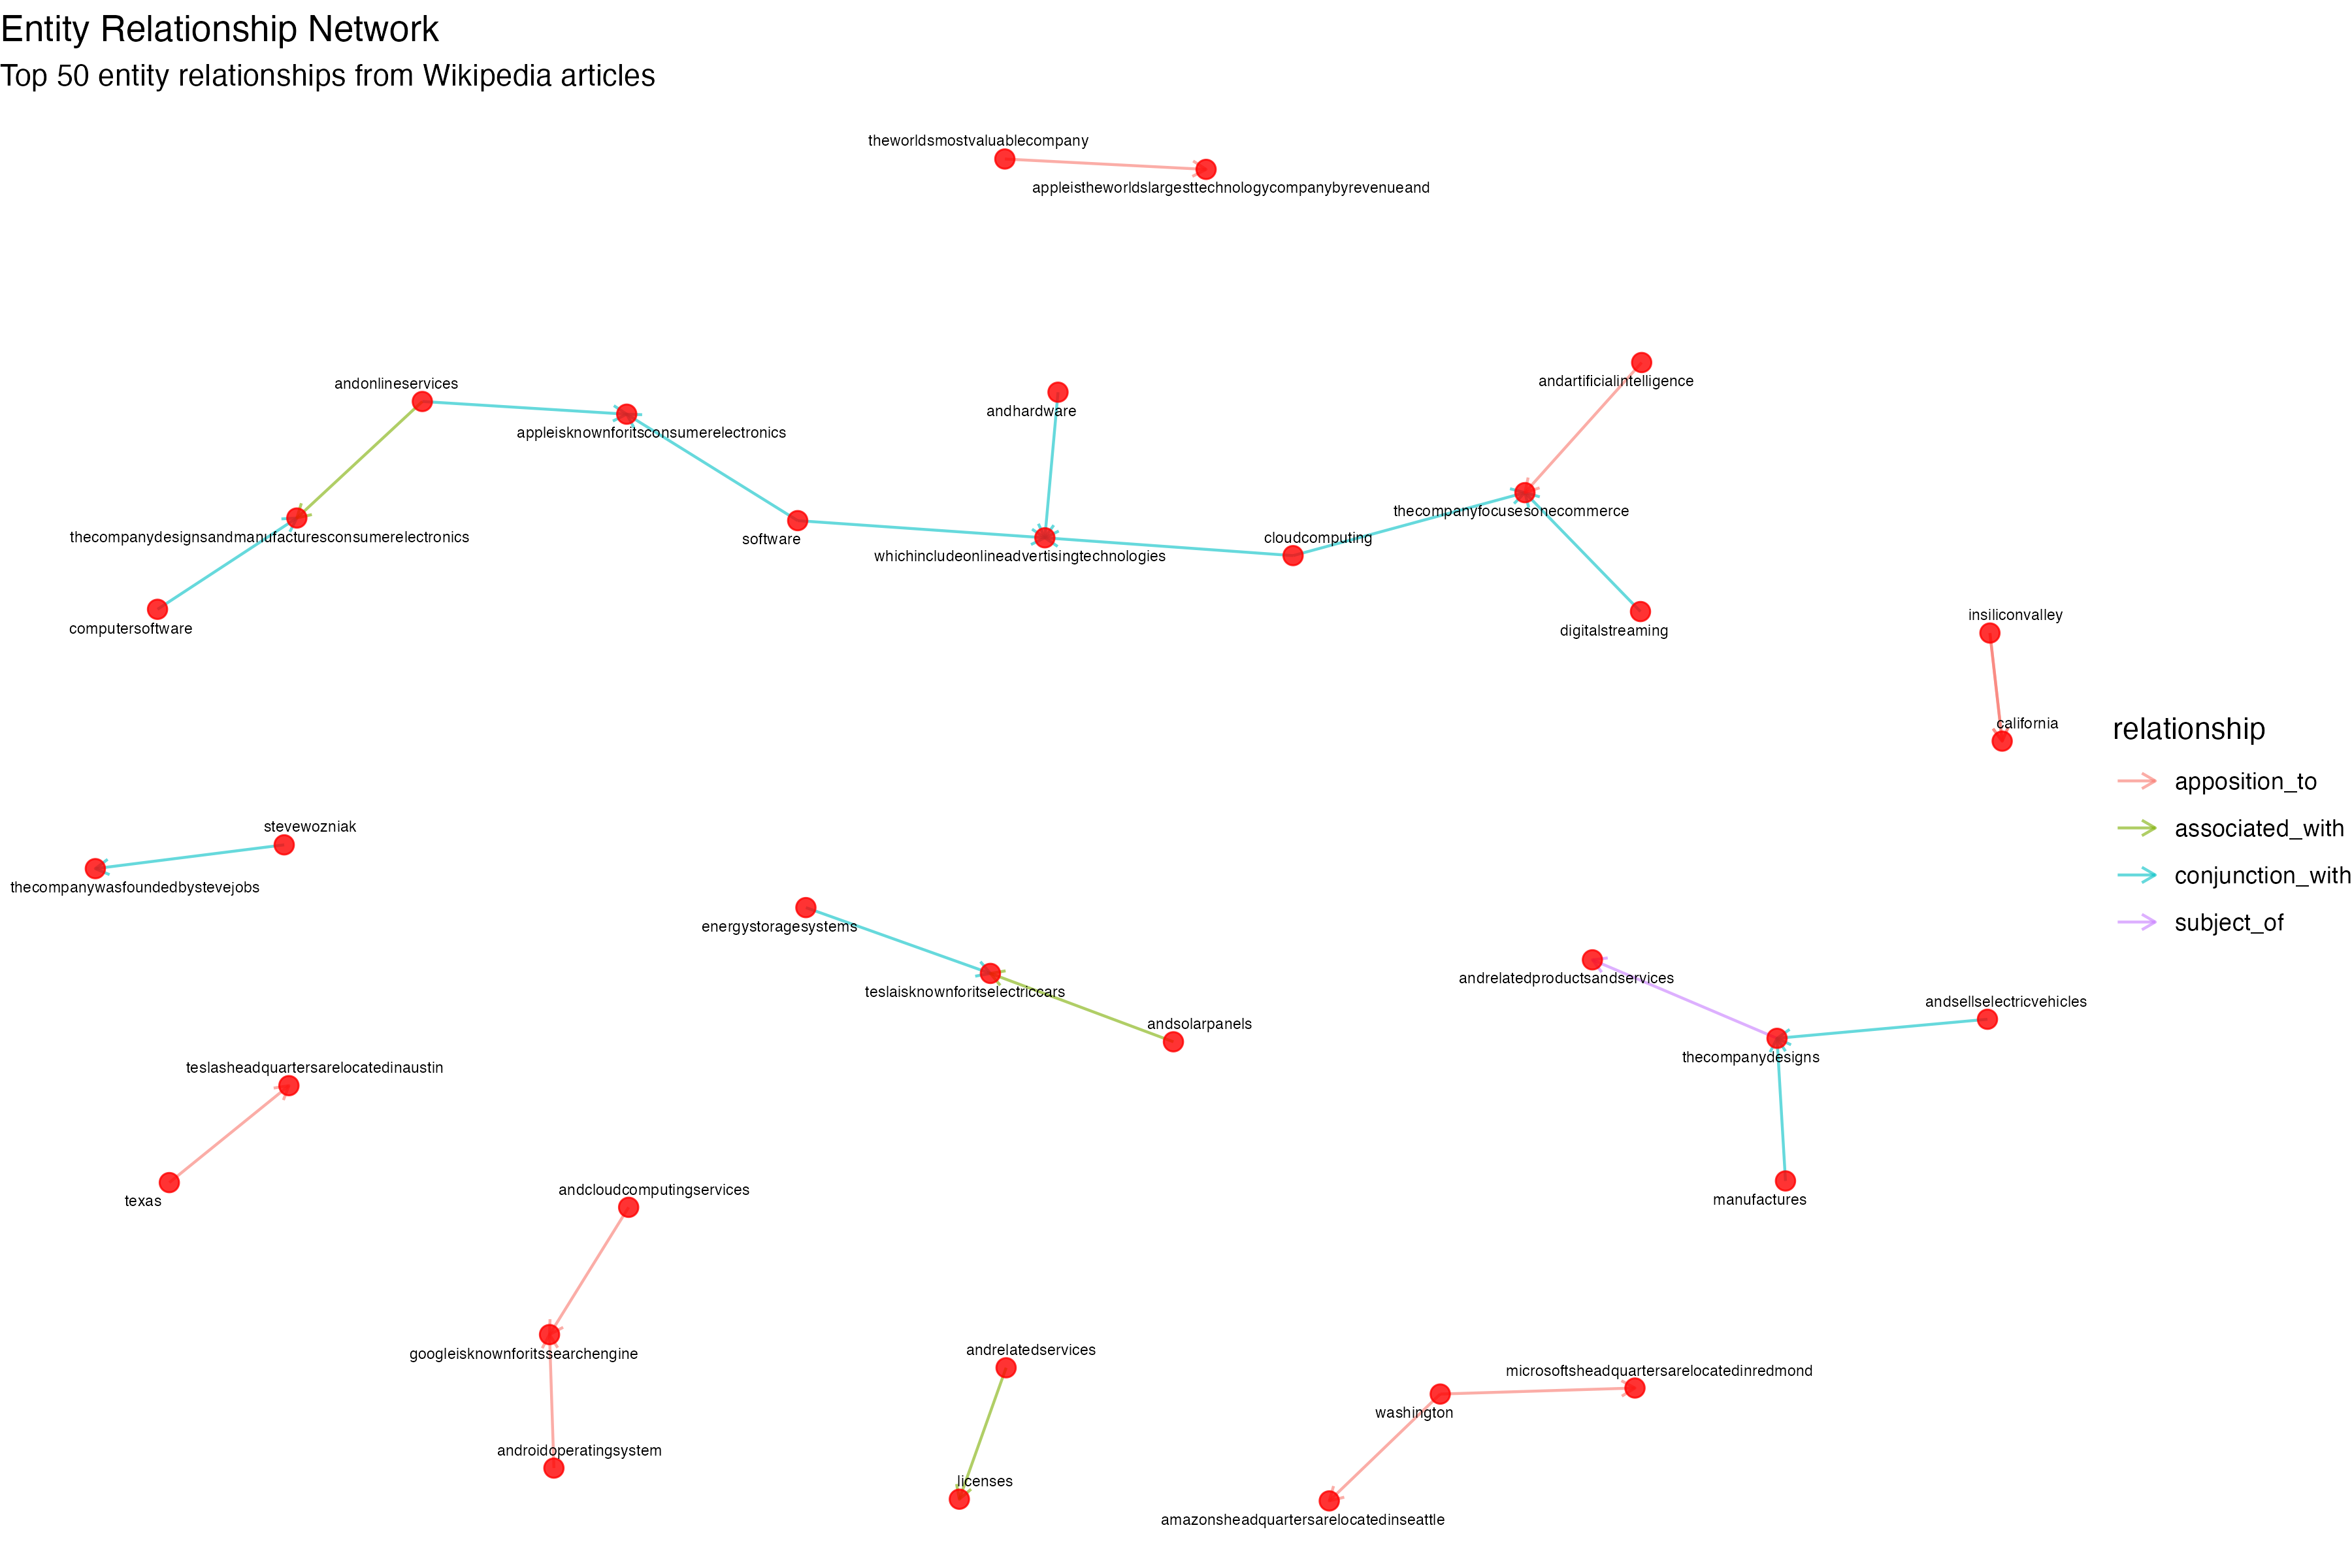 Entity Relationship Network
Top 50 entity relationships from Wikipedia articles
theworldsmostvaluablecompany
appleistheworldslargesttechnologycompanybyrevenueand
andonlineservices
andartificialintelligence
andhardware
appleisknownforitsconsumerelectronics
thecompanyfocusesonecommerce
thecompanydesignsandmanufacturesconsumerelectronics
software
cloudcomputing
whichincludeonlineadvertisingtechnologies
computersoftware
digitalstreaming
insiliconvalley
california
relationship
apposition_to
associated_with
conjunction_with
subject_of
stevewozniak
thecompanywasfoundedbystevejobs
energystoragesystems
teslaisknownforitselectriccars
andrelatedproductsandservices
andsellselectricvehicles
andsolarpanels
thecompanydesigns
teslasheadquartersarelocatedinaustin
texas
andcloudcomputingservices
manufactures
googleisknownforitssearchengine
andrelatedservices
microsoftsheadquartersarelocatedinredmond
washington
androidoperatingsystem
licenses
amazonsheadquartersarelocatedinseattle